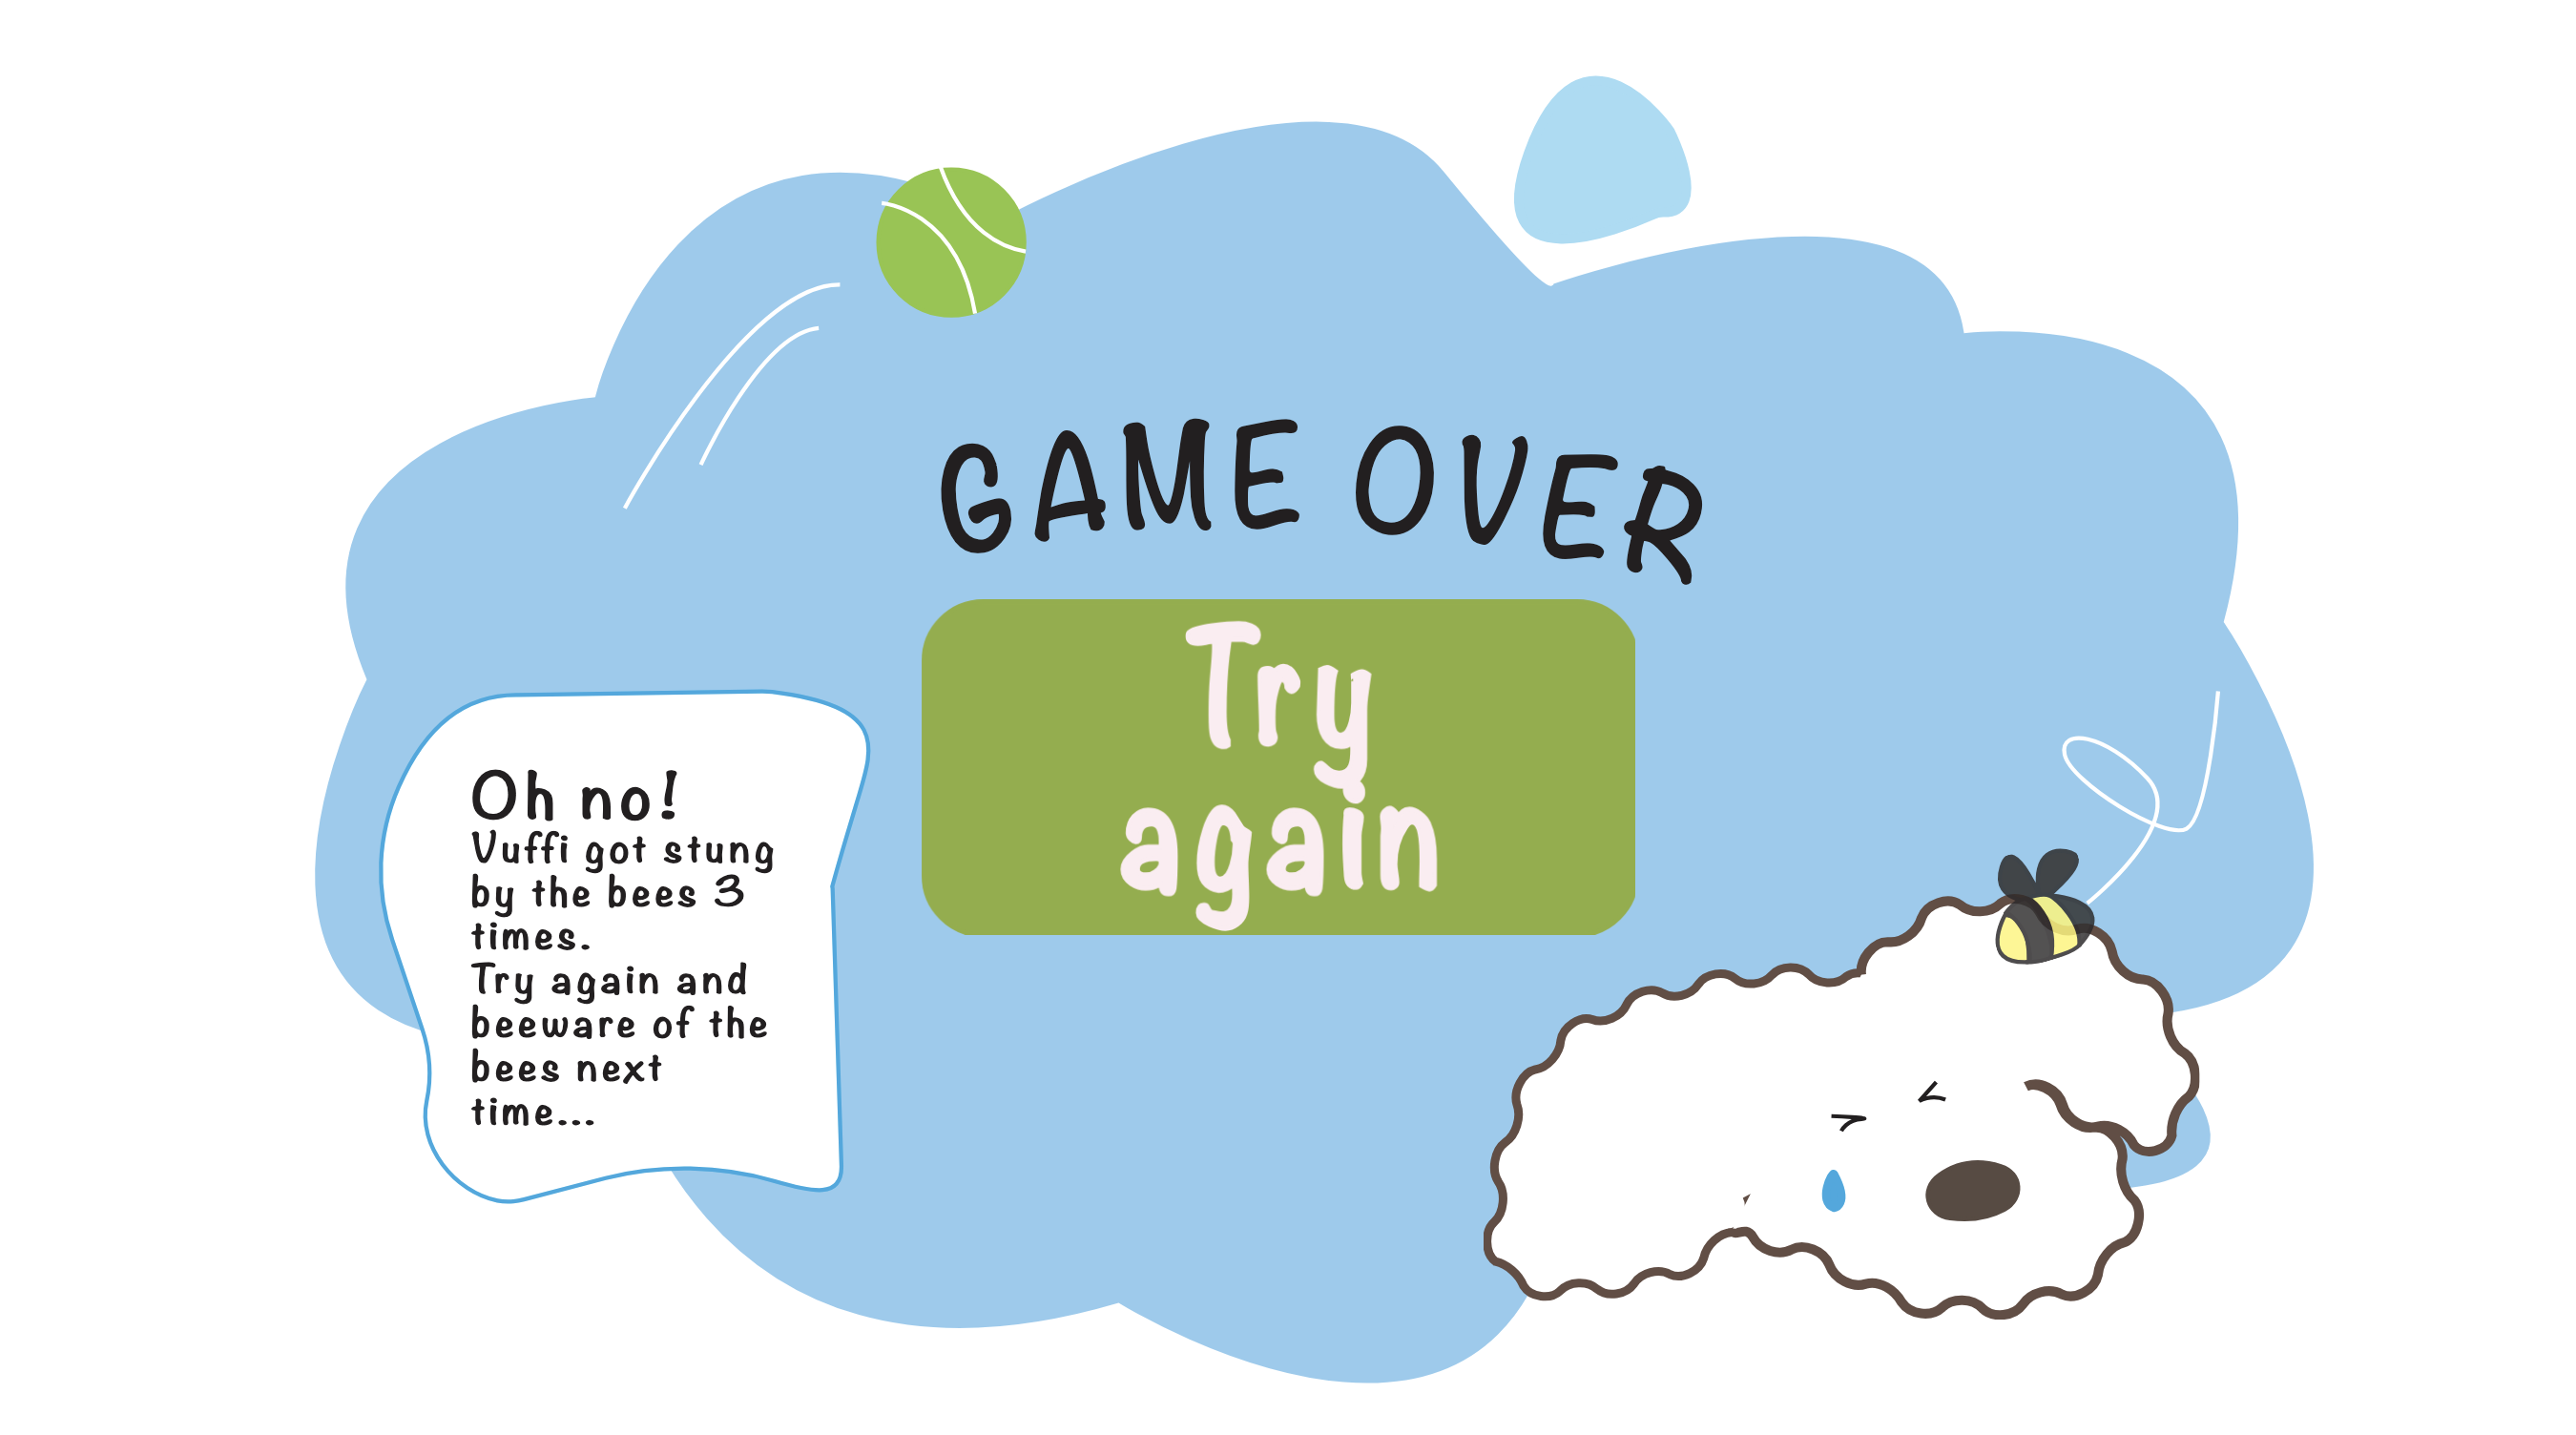 GAME OVER
Try
again
Oh no!
Vuffi got stung
by the bees 3
times.
Try again and
beeware of the
bees next
time...